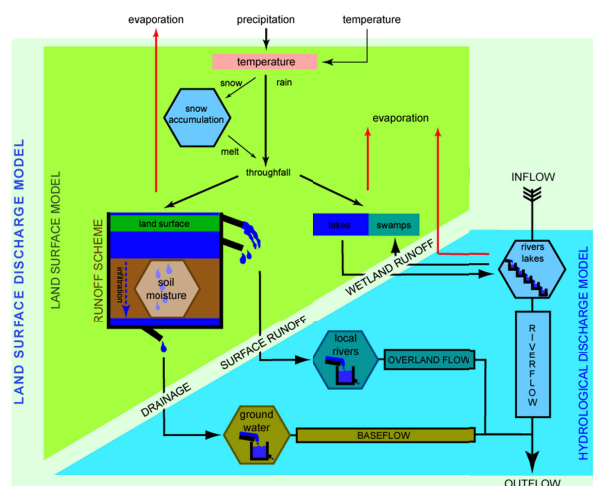 evaporation
precipitation
temperature
temperature
snow
rain
snow
accumulation
melt
evaporation
throughfall
INFLOW
LAND SURFACE DISCHARGE MODEL
LAND SURFACE MODEL
RUNOFF SCHEME
land surface
lakes
swamps
rivers
lakes
infiltration
soil
moisture
WETLAND RUNOFF
SURFACE RUNOFF
DRAINAGE
local
rivers
OVERLAND FLOW
RIVERFLOW
HYDROLOGICAL DISCHARGE MODEL
ground
water
BASEFLOW
OUTFLOW